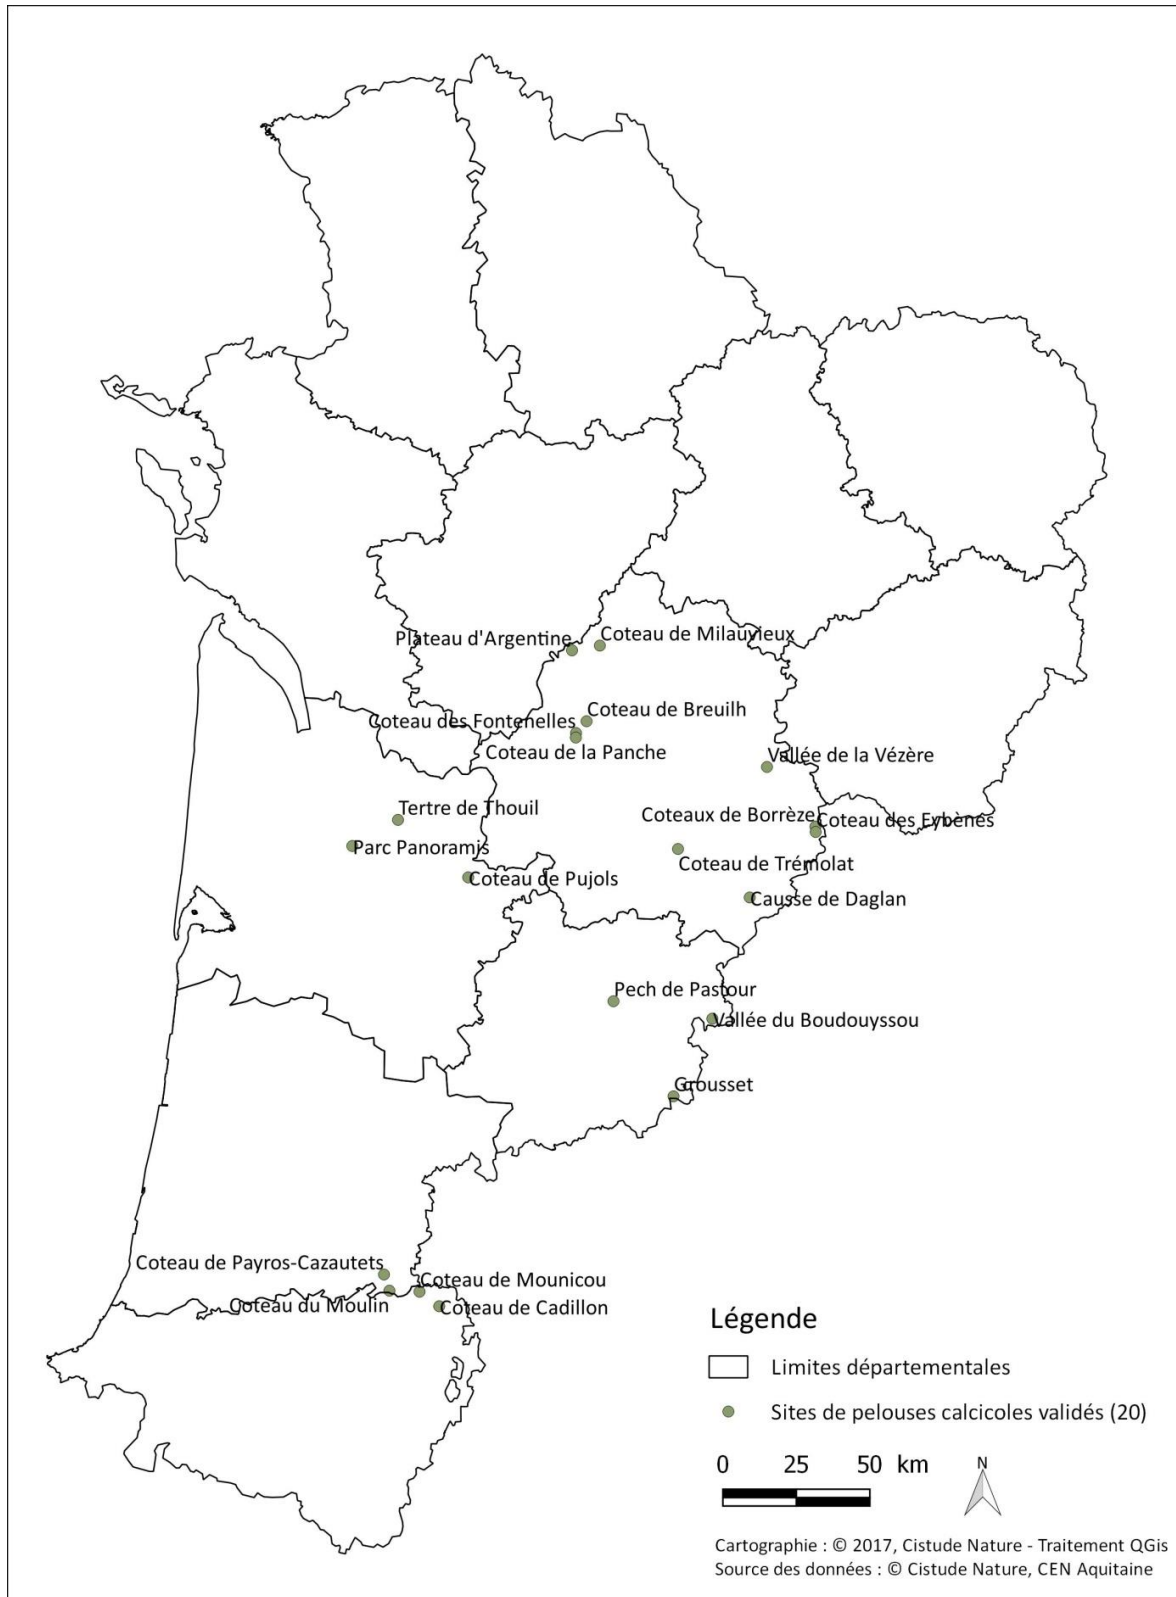 Plateau d'Argentine
Coteau de Milauvieux
Coteau de Breuilh
Coteau des Fontenelles
Coteau de la Panche
Vallée de la Vézère
Tertre de Thouil
Coteaux de Borrèze
Coteau des Eybènes
Parc Panoramis
Coteau de Trémolat
Coteau de Pujols
Causse de Daglan
Pech de Pastour
Vallée du Boudouyssou
Grousset
Coteau de Payros-Cazautets
Coteau de Mounicou
Coteau du Moulin
Coteau de Cadillon
Légende
Limites départementales
Sites de pelouses calcicoles validés (20)
0 25 50 km
N
Cartographie : © 2017, Cistude Nature - Traitement QGis
Source des données : © Cistude Nature, CEN Aquitaine